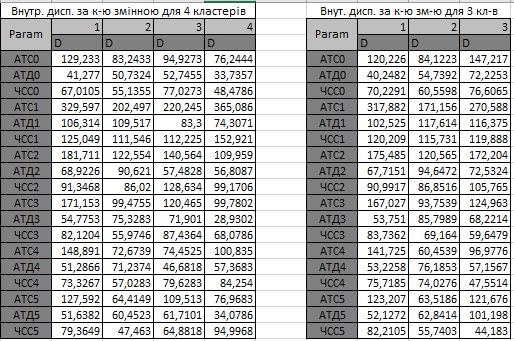 Внутр. дисп. за к-ю змінною для 4 кластерів Внут. дисп. за к-ю зм-ю для 3 кл-в
Param 1 2 3 4 Param 1 2 3
D D D D D D D
АТС0 129,233 83,2433 94,9273 76,2444 АТС0 120,226 84,1223 147,217
АТД0 41,277 50,7324 52,7455 33,7357 АТД0 40,2482 54,7392 72,2253
ЧСС0 67,0105 55,1355 77,0273 48,4786 ЧСС0 70,2291 60,5598 76,6065
АТС1 329,597 202,497 220,245 365,086 АТС1 317,882 171,156 270,588
АТД1 106,314 109,517 83,3 74,3071 АТД1 102,525 117,614 116,375
ЧСС1 125,049 111,546 112,225 152,921 ЧСС1 120,209 115,731 119,888
АТС2 181,711 122,554 140,564 109,959 АТС2 175,485 120,565 172,204
АТД2 68,9226 90,621 57,4828 56,8087 АТД2 67,7151 94,6472 72,5324
ЧСС2 91,3468 86,02 128,634 99,1706 ЧСС2 90,9917 86,8516 105,765
АТС3 171,153 99,4755 120,465 99,7802 АТС3 167,027 93,7539 124,963
АТД3 54,7753 75,3283 71,901 28,9302 АТД3 53,751 85,7989 68,2214
ЧСС3 82,1204 55,9746 87,4364 68,0786 ЧСС3 83,7362 69,164 59,6479
АТС4 148,891 72,6739 74,4525 100,835 АТС4 141,725 60,4539 96,9776
АТД4 51,2866 71,2374 46,6818 57,3683 АТД4 53,2258 76,1853 57,1567
ЧСС4 73,3267 57,0283 79,6283 84,254 ЧСС4 75,7185 74,0276 47,5514
АТС5 127,592 64,4149 109,513 76,9683 АТС5 123,207 63,5186 121,676
АТД5 51,6382 60,4523 61,7101 34,0786 АТД5 52,1272 62,8414 101,198
ЧСС5 79,3649 47,463 64,8818 94,9968 ЧСС5 82,2105 55,7403 44,183